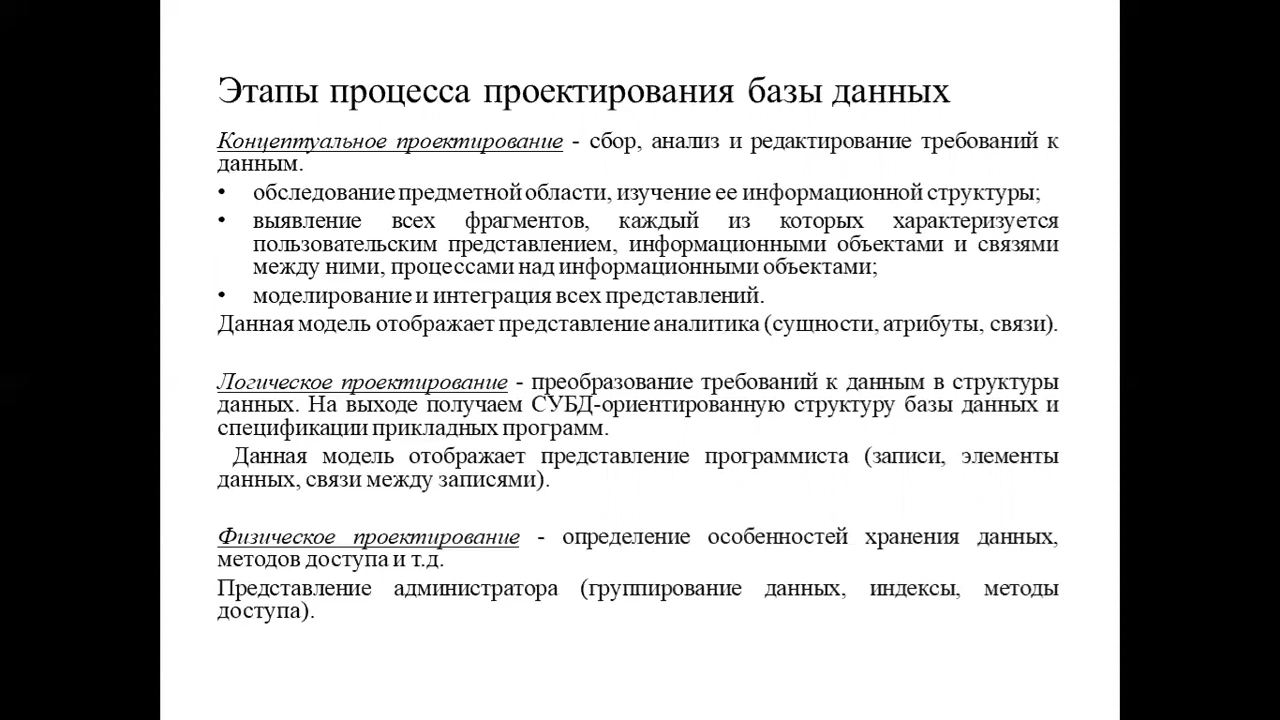 Этапы процесса проектирования базы данных
Концептуальное проектирование - сбор, анализ и редактирование требований к
данным.
• обследование предметной области, изучение ее информационной структуры;
• выявление всех фрагментов, каждый из которых характеризуется
пользовательским представлением, информационными объектами и связями
между ними, процессами над информационными объектами;
• моделирование и интеграция всех представлений.
Данная модель отображает представление аналитика (сущности, атрибуты, связи).
Логическое проектирование - преобразование требований к данным в структуры
данных. На выходе получаем СУБД-ориентированную структуру базы данных и
спецификации прикладных программ.
Данная модель отображает представление программиста (записи, элементы
данных, связи между записями).
Физическое проектирование - определение особенностей хранения данных,
методов доступа и т.д.
Представление администратора (группирование данных, индексы, методы
доступа).